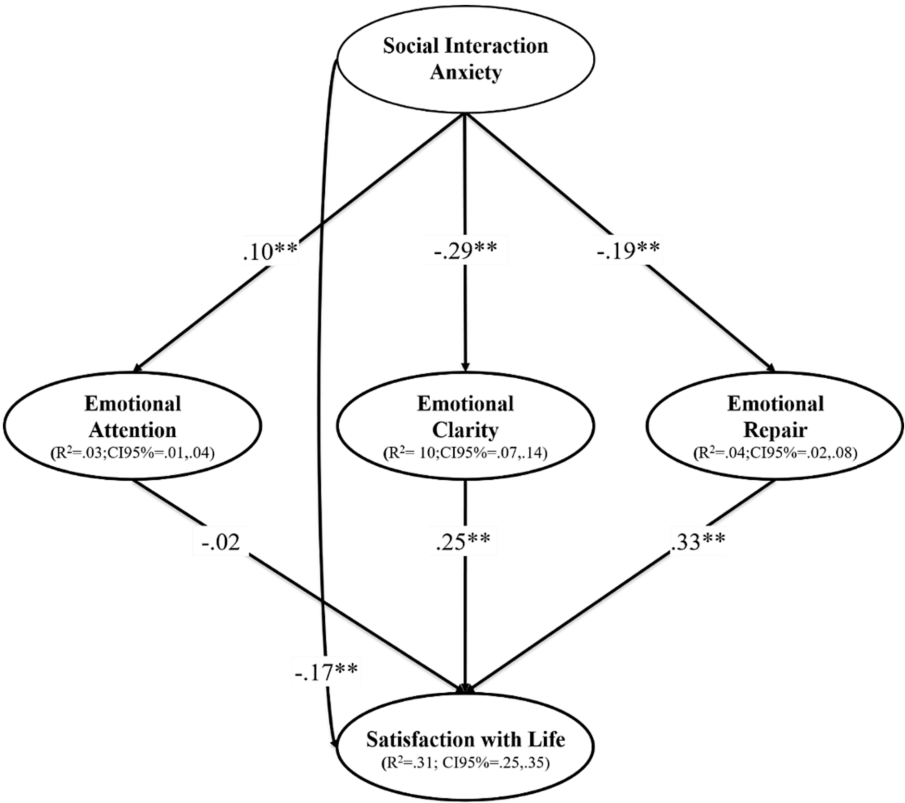 Social Interaction
Anxiety
.10**
-.29**
-.19**
Emotional
Attention
(R²=.03;CI95%=.01,.04)
Emotional
Clarity
(R²= 10;CI95%=.07,.14)
Emotional
Repair
(R²=.04;CI95%=.02,.08)
-.02
.25**
.33**
-.17**
Satisfaction with Life
(R²=.31; CI95%=.25,.35)